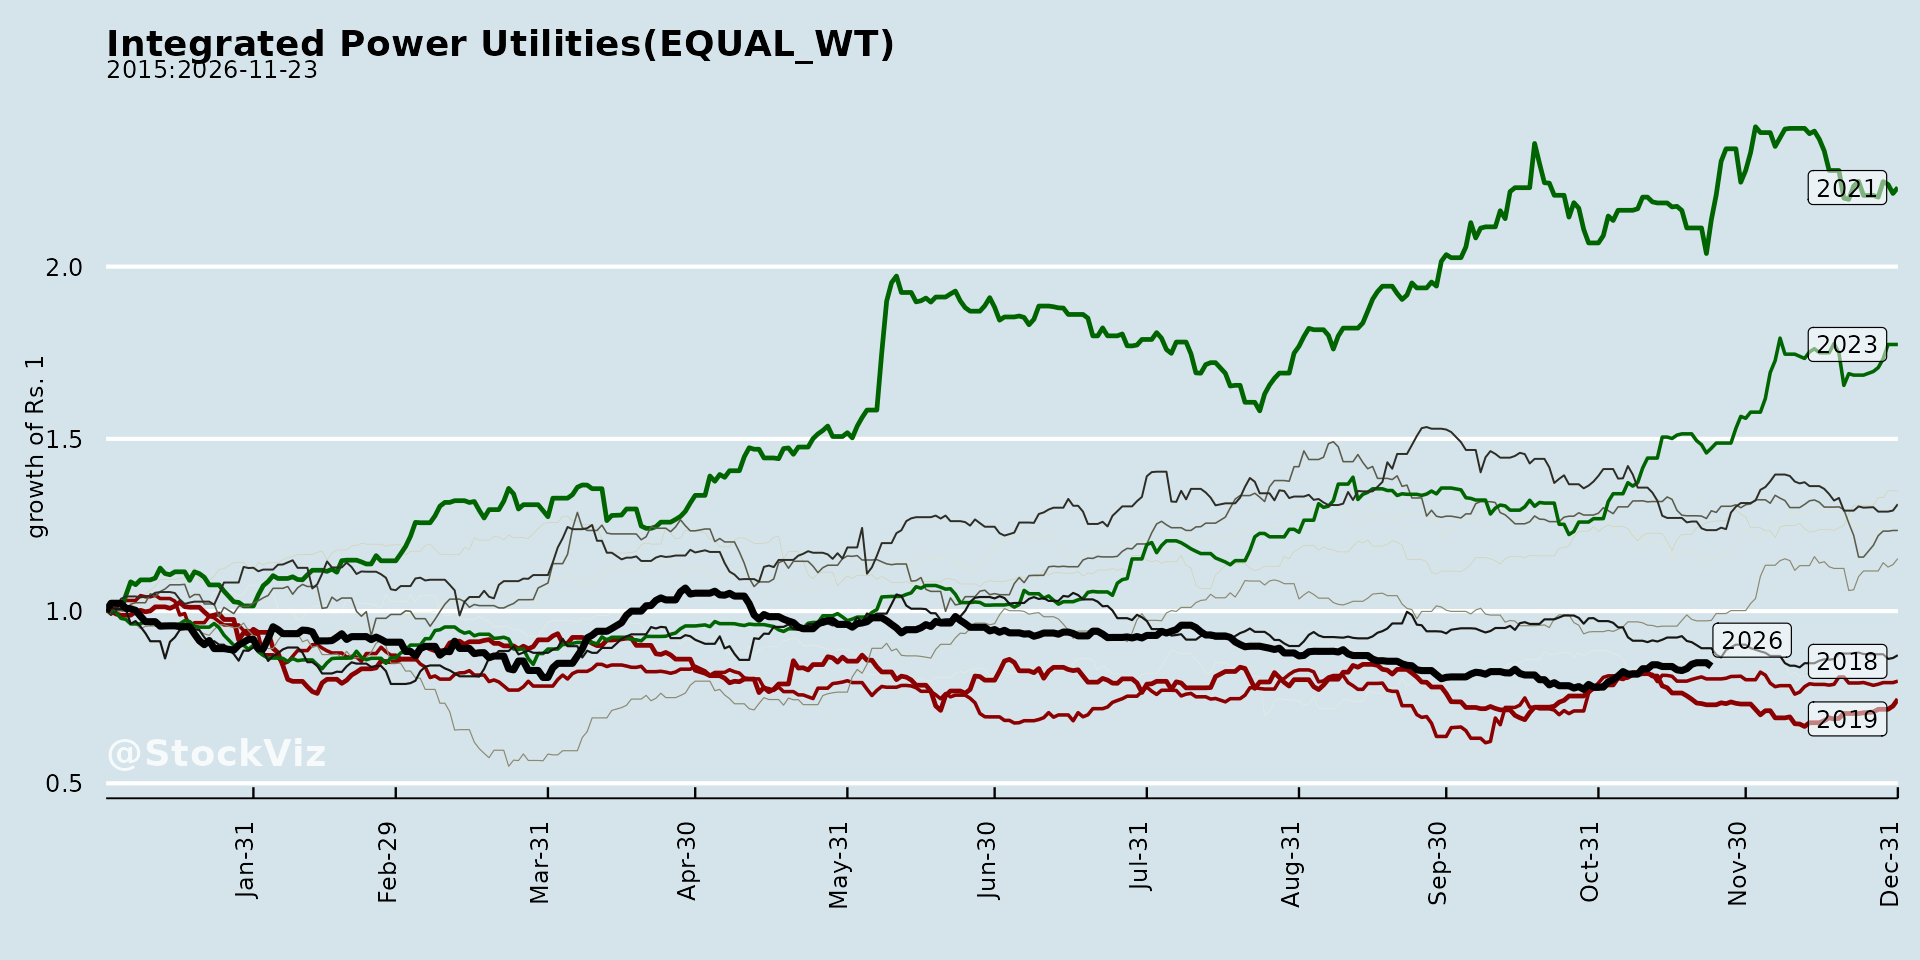 Integrated Power Utilities(EQUAL_WT)
2015:2026-11-23
growth of Rs. 1
2.0
1.5
1.0
0.5
2021
2023
2026
2018
2019
@StockViz
Jan-31
Feb-29
Mar-31
Apr-30
May-31
Jun-30
Jul-31
Aug-31
Sep-30
Oct-31
Nov-30
Dec-31